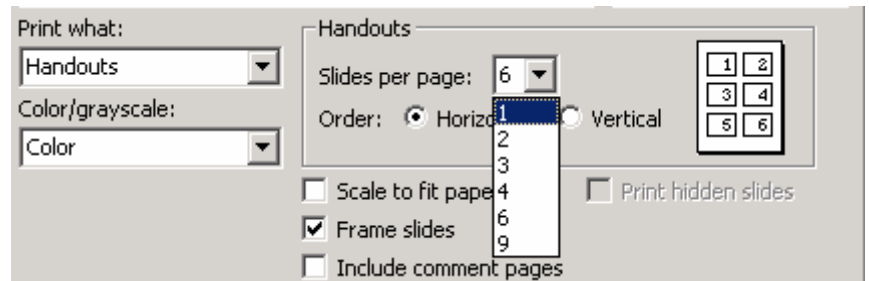 Print what:
Handouts
Color/grayscale:
Color
Handouts
Slides per page: 6
Order: Horizo Vertical
1
2
3
4
6
9
1 2
3 4
5 6
Scale to fit pape Print hidden slides
Frame slides
Include comment pages